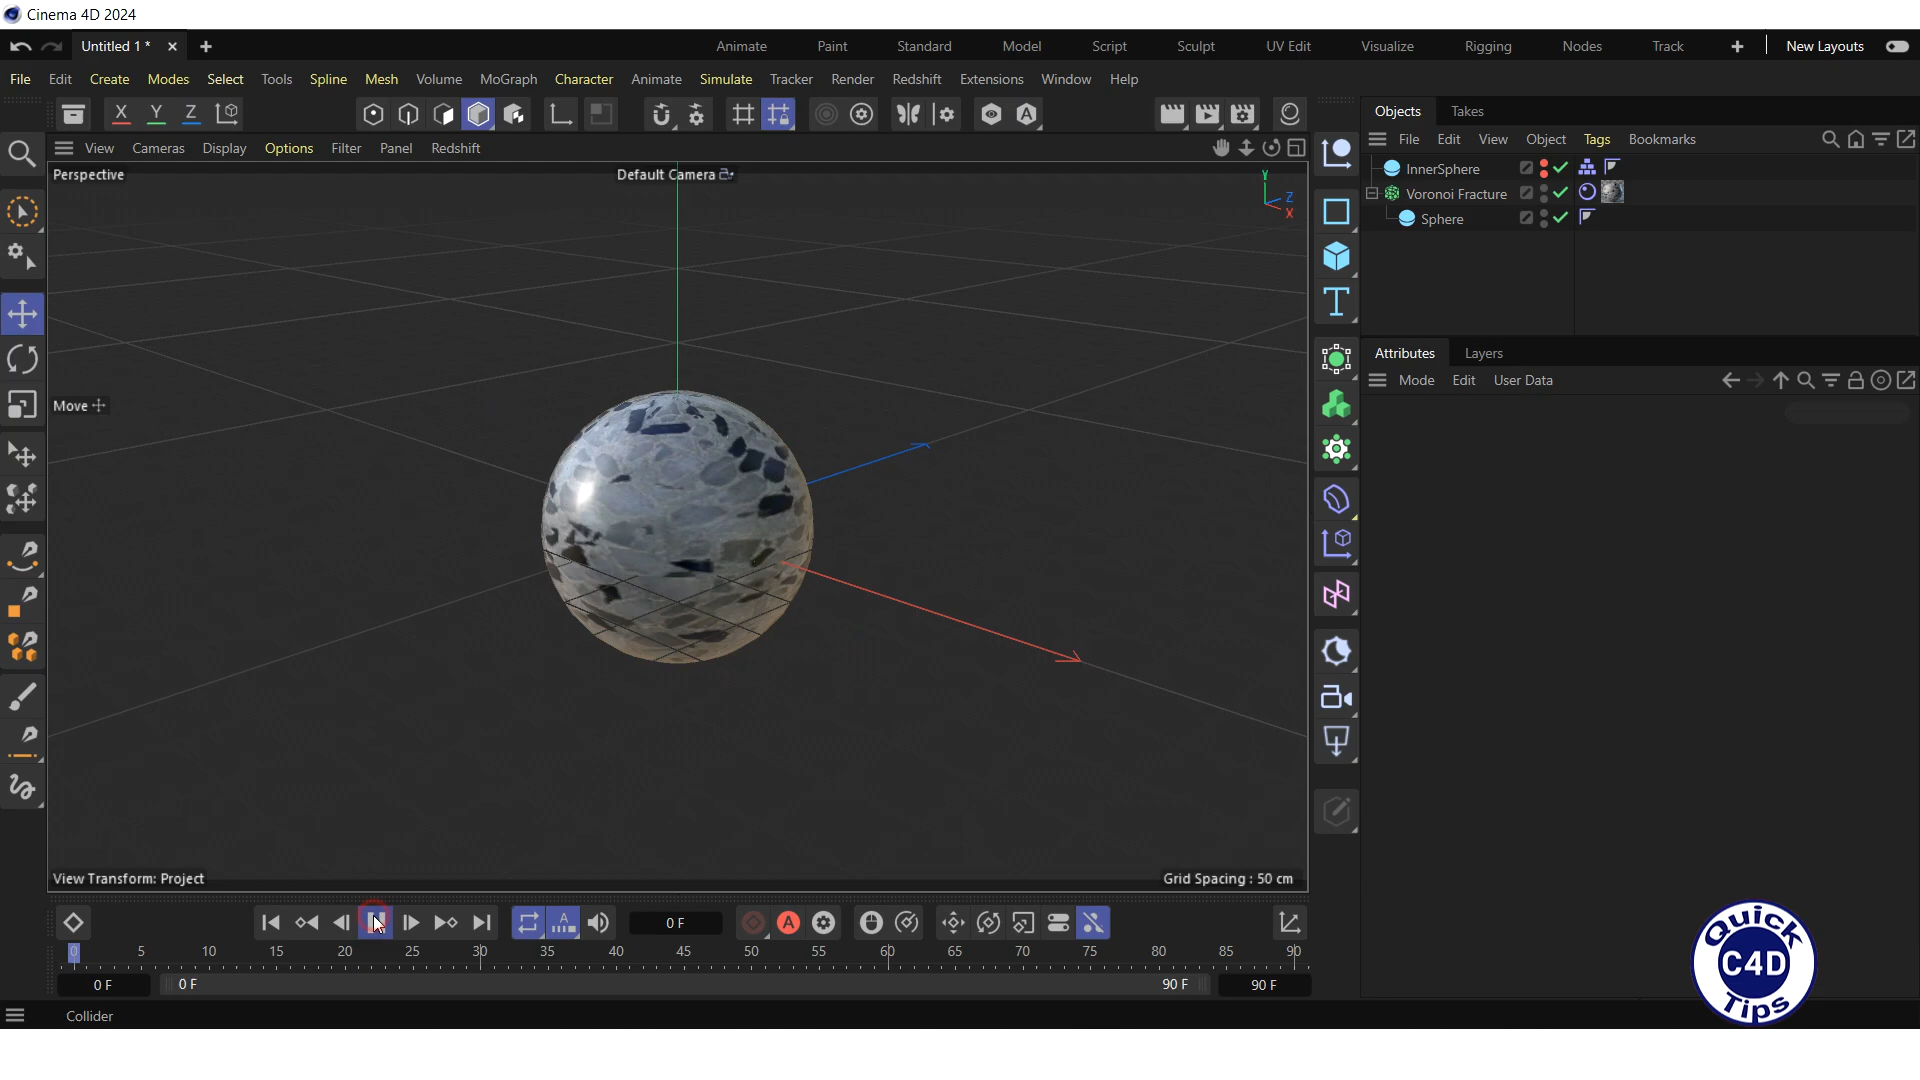 Cinema 4D 2024
Untitled 1 *
Animate Paint Standard Model Script Sculpt UV Edit Visualize Rigging Nodes Track New Layouts
File Edit Create Modes Select Tools Spline Mesh Volume MoGraph Character Animate Simulate Tracker Render Redshift Extensions Window Help
X Y Z
A
Objects Takes
View Cameras Display Options Filter Panel Redshift
File Edit View Object Tags Bookmarks
Perspective
Default Camera
Y
Z
X
InnerSphere
Voronoi Fracture
Sphere
T
Attributes Layers
Mode Edit User Data
Move
View Transform: Project
Grid Spacing : 50 cm
A
0 F
A
0 5 10 15 20 25 30 35 40 45 50 55 60 65 70 75 80 85 90
0 F 0 F 90 F 90 F
Collider
Quick
C4D
Tips